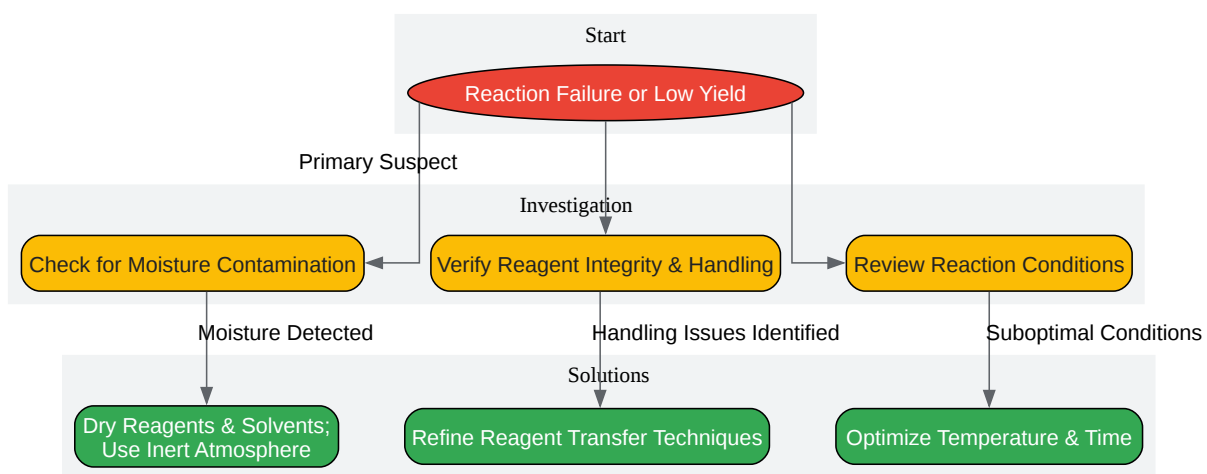 Start
Reaction Failure or Low Yield
Primary Suspect
Investigation
Check for Moisture Contamination
Verify Reagent Integrity & Handling
Review Reaction Conditions
Moisture Detected
Handling Issues Identified
Suboptimal Conditions
Solutions
Dry Reagents & Solvents;
Use Inert Atmosphere
Refine Reagent Transfer Techniques
Optimize Temperature & Time